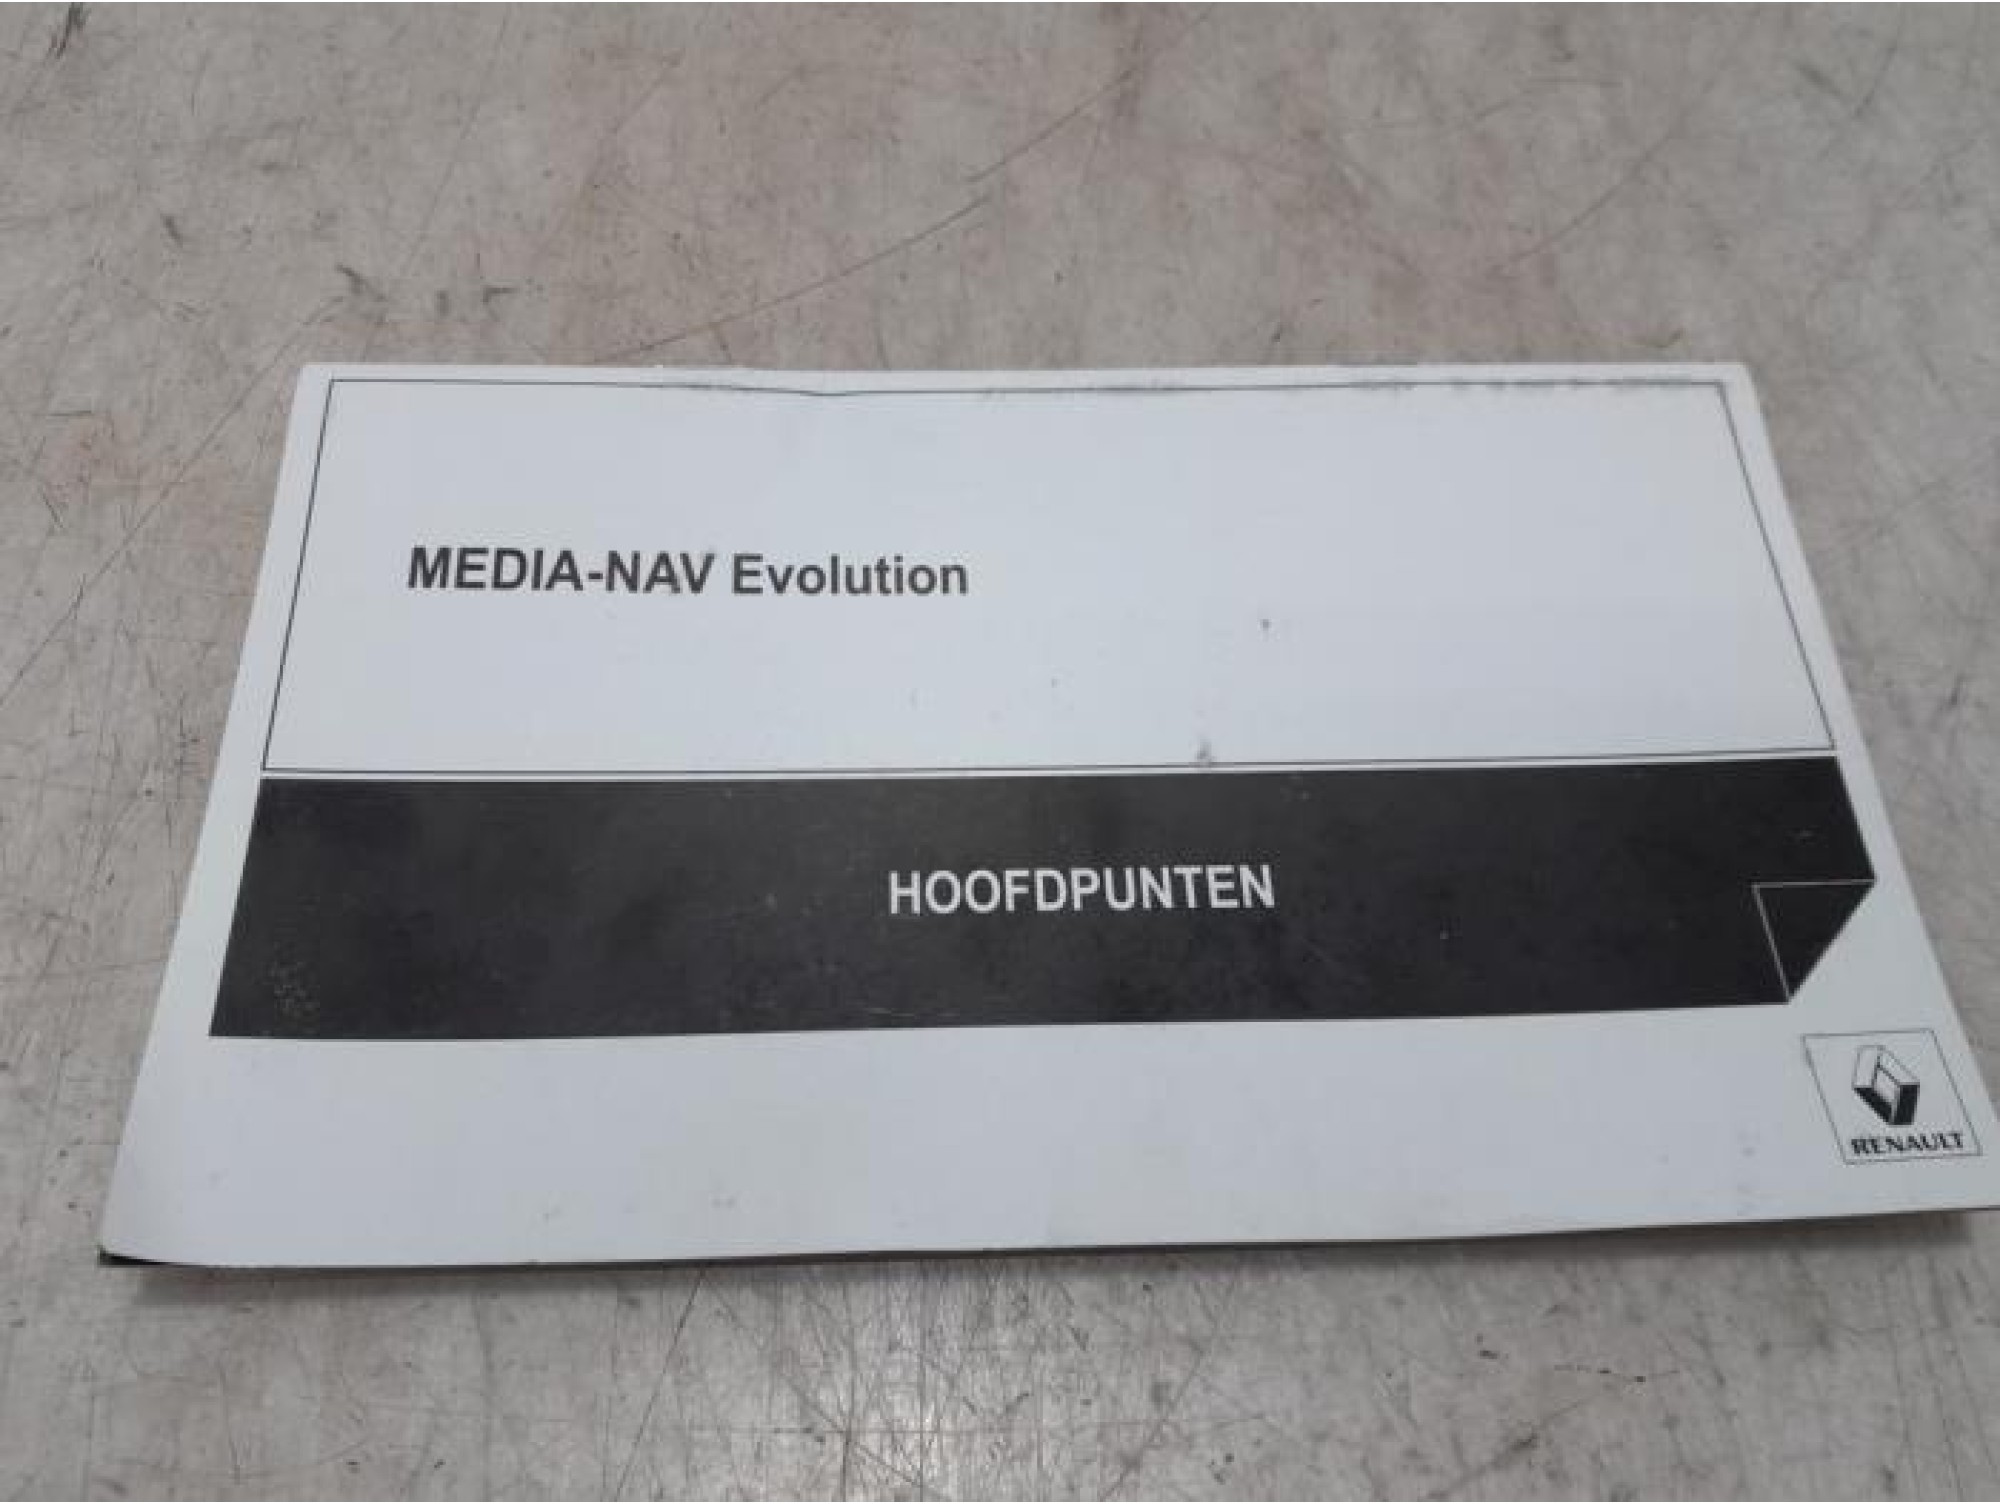 MEDIA-NAV Evolution
HOOFDPUNTEN
RENAULT